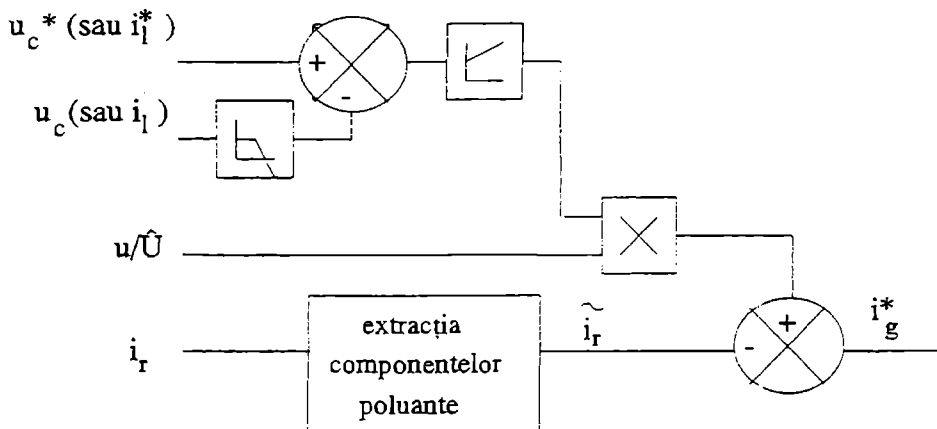 u_c* (sau i_l*)
+
-
u_c (sau i_l)
u/Û
i_r
extracția
componentelor
poluante
ĩ_r
+
-
i_g*